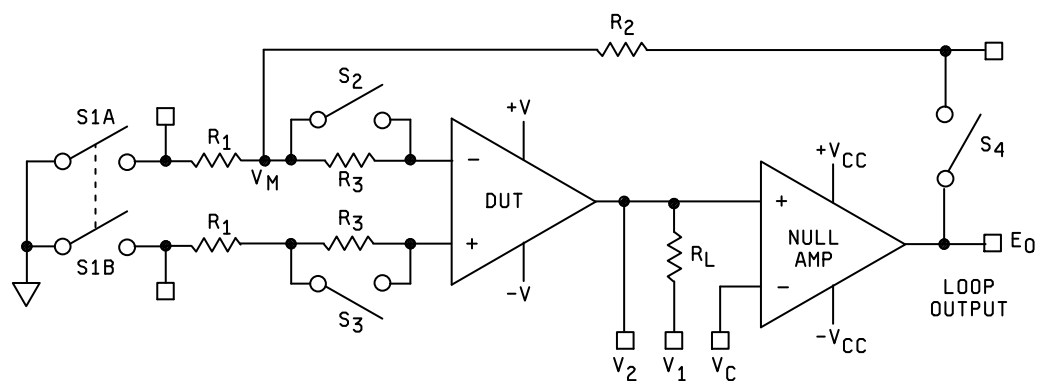 R2
S2
S1A
R1
VM
R3
+V
–
DUT
+
–V
S4
+VCC
+
NULL
AMP
–
–VCC
E0
LOOP
OUTPUT
R1
R3
S1B
S3
RL
V2
V1
VC